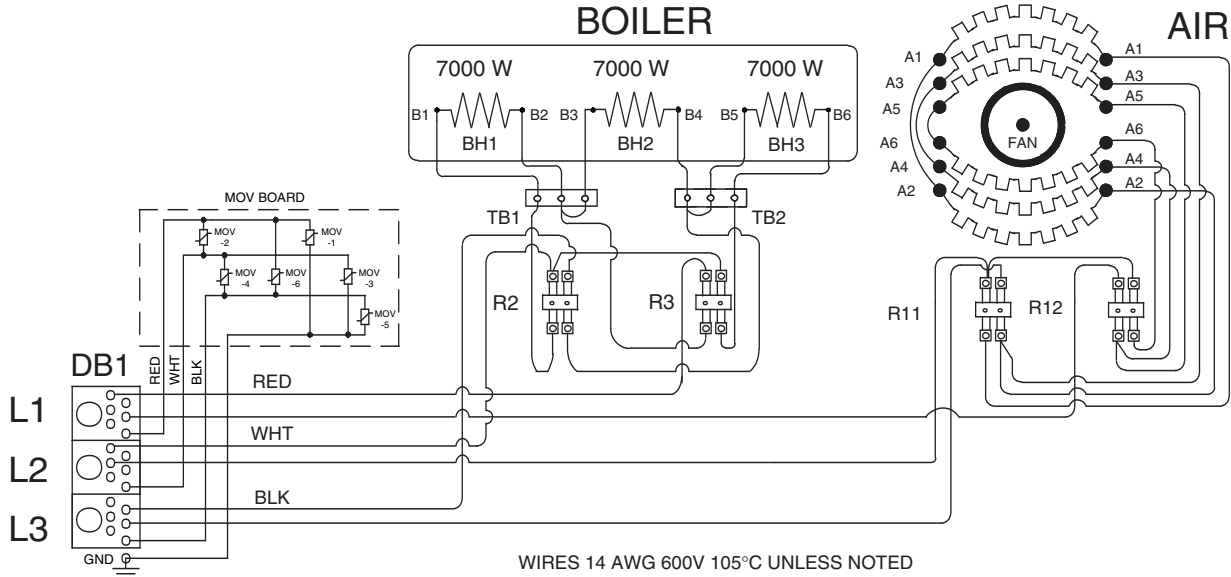 BOILER
AIR
7000 W 7000 W 7000 W
B1 B2 B3 B4 B5 B6
BH1 BH2 BH3
TB1 TB2
A1
A3
A5
A6
A4
A2
FAN
A1
A3
A5
A6
A4
A2
MOV BOARD
MOV
-2
MOV
-1
MOV
-4
MOV
-6
MOV
-3
MOV
-5
R2 R3
R11 R12
DB1
RED
WHT
BLK
L1
RED
WHT
L2
BLK
L3
GND
WIRES 14 AWG 600V 105°C UNLESS NOTED